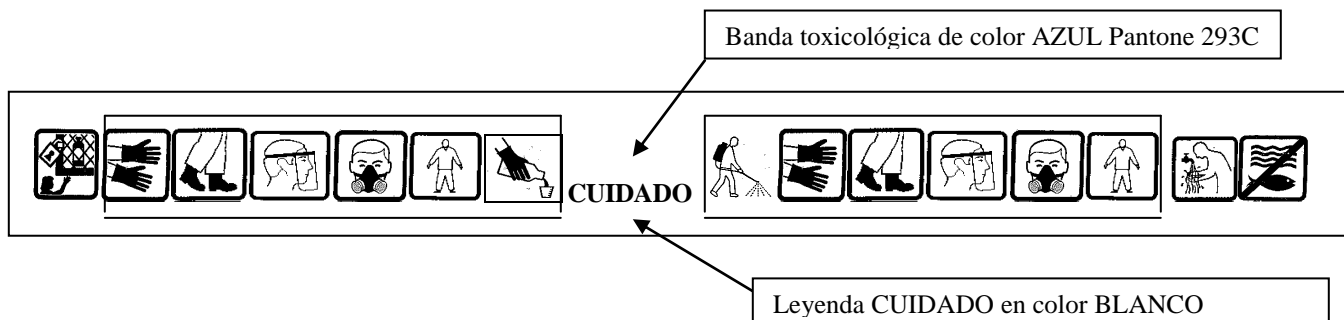 Banda toxicológica de color AZUL Pantone 293C
CUIDADO
Leyenda CUIDADO en color BLANCO